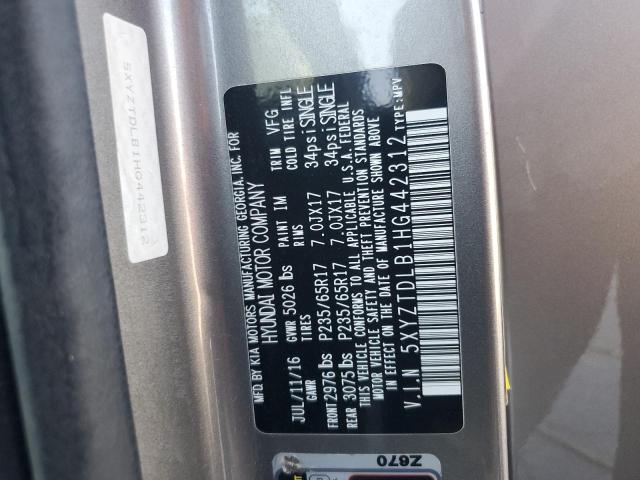 MFD.BY KIA MOTORS MANUFACTURING GEORGIA, INC. FOR
HYUNDAI MOTOR COMPANY
JUL/11/16 GVWR 5026 lbs PAINT IM TRIM VFG
GAWR TIRES RIMS COLD TIRE INFL
FRONT 2976 lbs P235/65R17 7.0JX17 34psi SINGLE
REAR 3075 lbs P235/65R17 7.0JX17 34psi SINGLE
THIS VEHICLE CONFORMS TO ALL APPLICABLE U.S.A. FEDERAL
MOTOR VEHICLE SAFETY AND THEFT PREVENTION STANDARDS
IN EFFECT ON THE DATE OF MANUFACTURE SHOWN ABOVE
V.I.N 5XYZTDLB1HG442312 TYPE:MPV
5XYZTDLB1HG442312
Z670